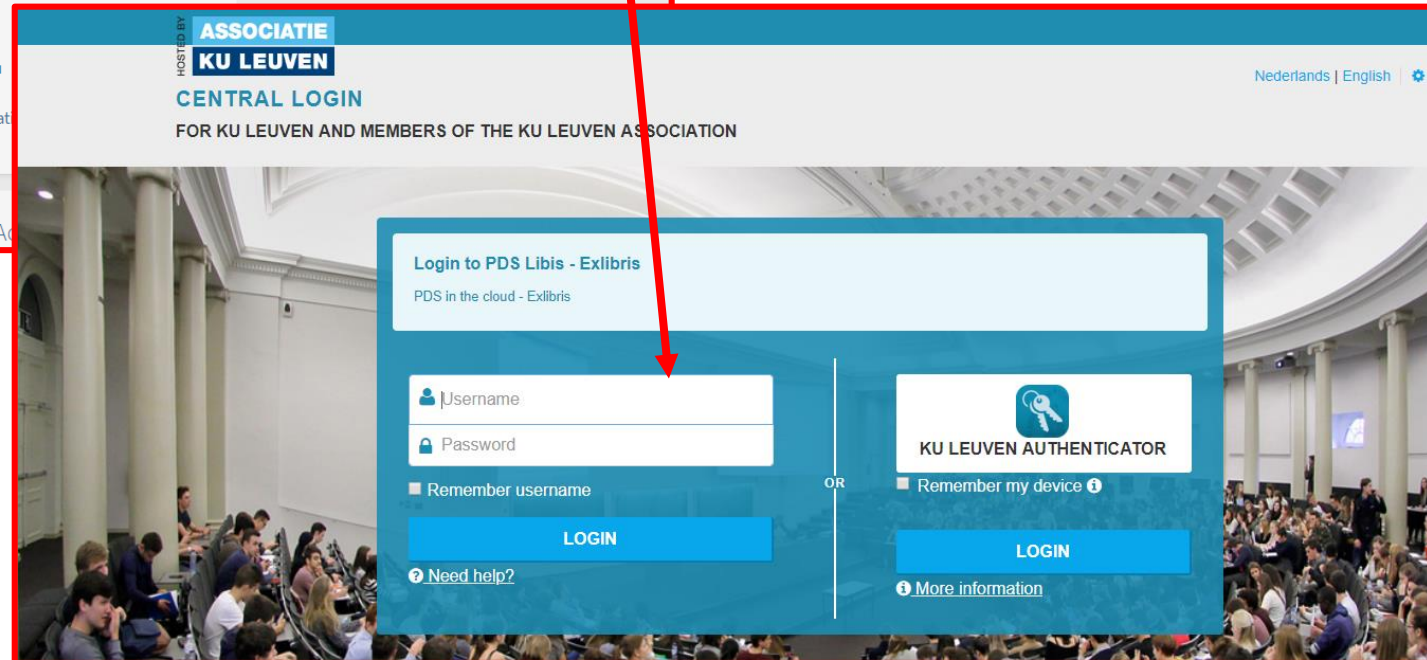 HOSTED BY
ASSOCIATIE
KU LEUVEN
Nederlands | English
CENTRAL LOGIN
FOR KU LEUVEN AND MEMBERS OF THE KU LEUVEN ASSOCIATION
Login to PDS Libis - Exlibris
PDS in the cloud - Exlibris
Username
Password
Remember username
LOGIN
Need help?
OR
KU LEUVEN AUTHENTICATOR
Remember my device
LOGIN
More information